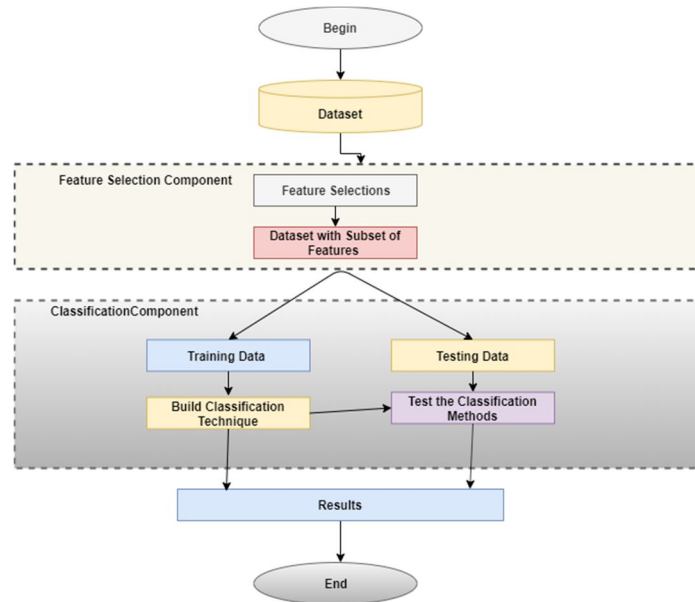 Begin
Dataset
Feature Selection Component
Feature Selections
Dataset with Subset of
Features
ClassificationComponent
Training Data
Testing Data
Build Classification
Technique
Test the Classification
Methods
Results
End